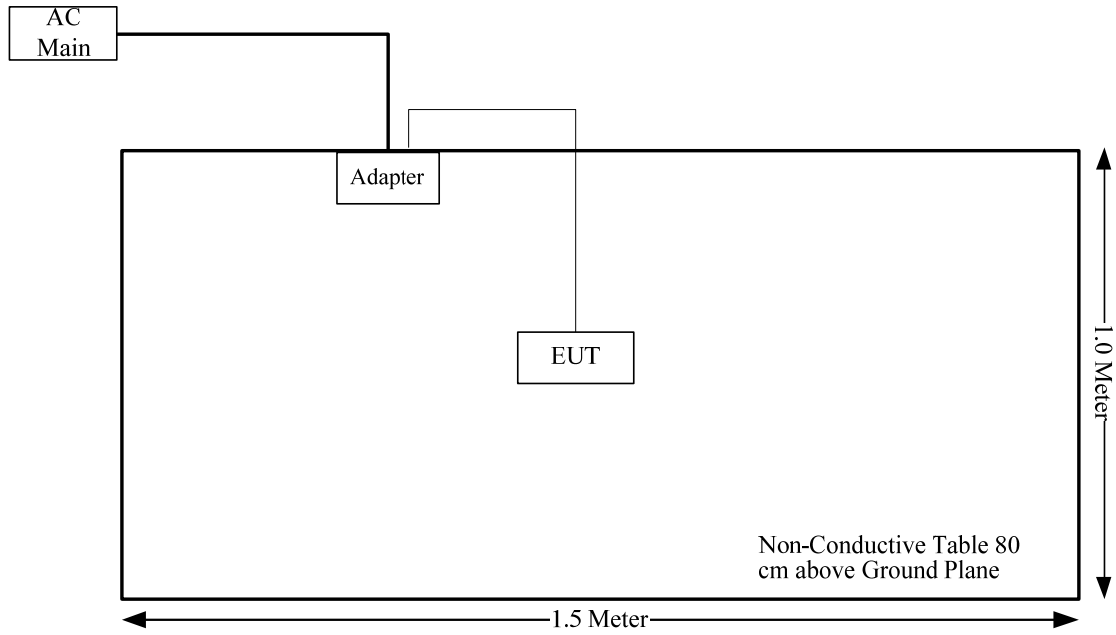 AC
Main
Adapter
EUT
1.0 Meter
Non-Conductive Table 80
cm above Ground Plane
1.5 Meter